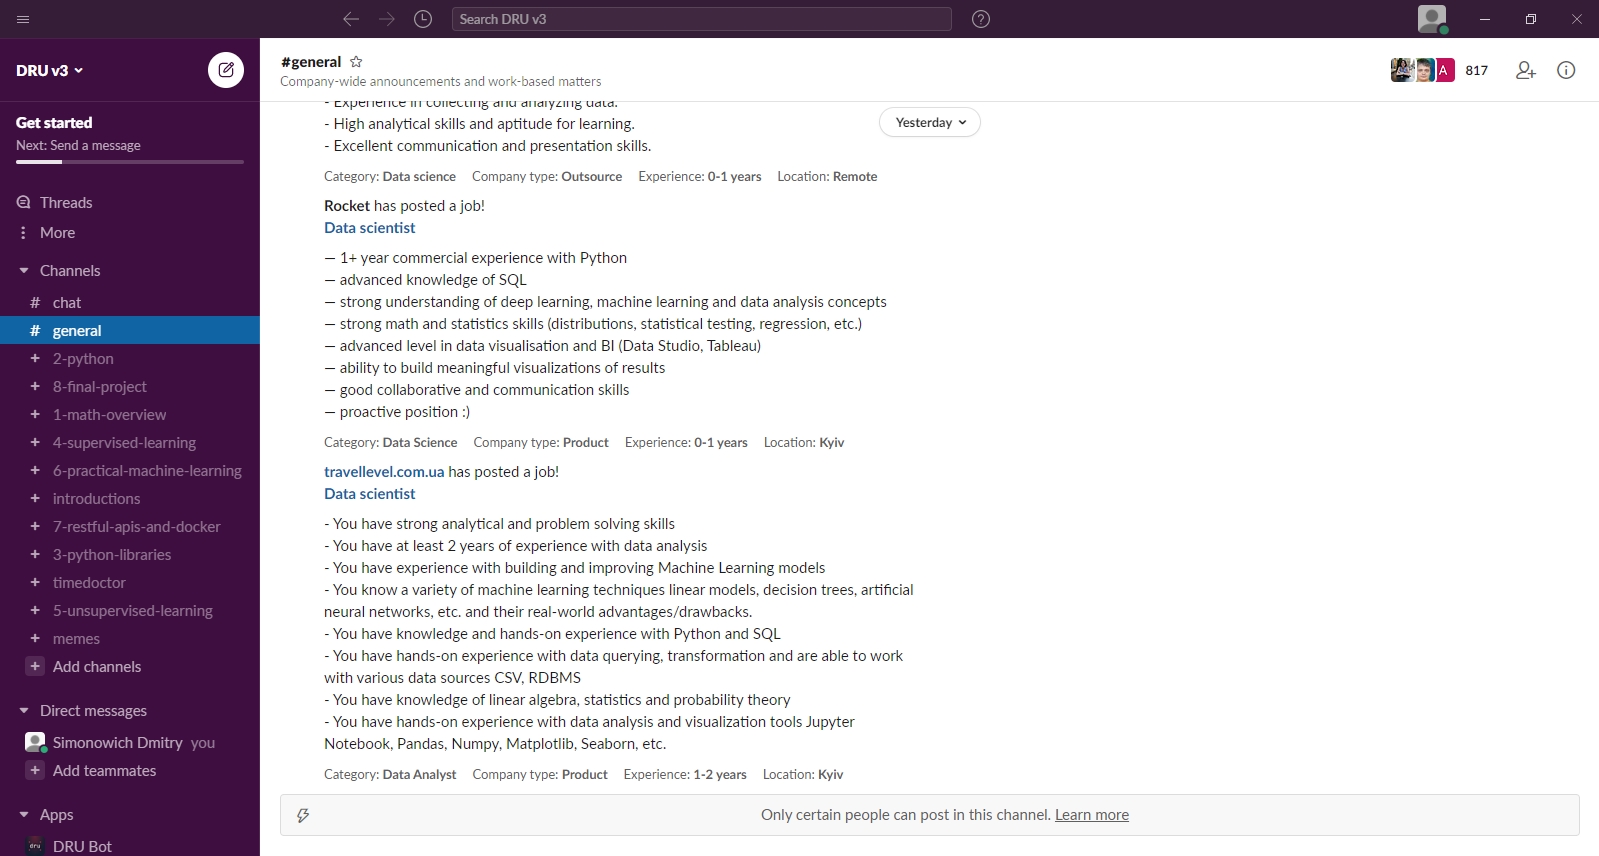 Search DRU v3
DRU v3
Get started
Next: Send a message
Threads
More
Channels
# chat
# general
+ 2-python
+ 8-final-project
+ 1-math-overview
+ 4-supervised-learning
+ 6-practical-machine-learning
+ introductions
+ 7-restful-apis-and-docker
+ 3-python-libraries
+ timedoctor
+ 5-unsupervised-learning
+ memes
+ Add channels
Direct messages
Simonowich Dmitry you
+ Add teammates
Apps
dru DRU Bot
#general
Company-wide announcements and work-based matters
A 817
Yesterday
- Experience in collecting and analyzing data.
- High analytical skills and aptitude for learning.
- Excellent communication and presentation skills.
Category: Data science Company type: Outsource Experience: 0-1 years Location: Remote
Rocket has posted a job!
Data scientist
— 1+ year commercial experience with Python
— advanced knowledge of SQL
— strong understanding of deep learning, machine learning and data analysis concepts
— strong math and statistics skills (distributions, statistical testing, regression, etc.)
— advanced level in data visualisation and BI (Data Studio, Tableau)
— ability to build meaningful visualizations of results
— good collaborative and communication skills
— proactive position :)
Category: Data Science Company type: Product Experience: 0-1 years Location: Kyiv
travellevel.com.ua has posted a job!
Data scientist
- You have strong analytical and problem solving skills
- You have at least 2 years of experience with data analysis
- You have experience with building and improving Machine Learning models
- You know a variety of machine learning techniques linear models, decision trees, artificial
neural networks, etc. and their real-world advantages/drawbacks.
- You have knowledge and hands-on experience with Python and SQL
- You have hands-on experience with data querying, transformation and are able to work
with various data sources CSV, RDBMS
- You have knowledge of linear algebra, statistics and probability theory
- You have hands-on experience with data analysis and visualization tools Jupyter
Notebook, Pandas, Numpy, Matplotlib, Seaborn, etc.
Category: Data Analyst Company type: Product Experience: 1-2 years Location: Kyiv
Only certain people can post in this channel. Learn more